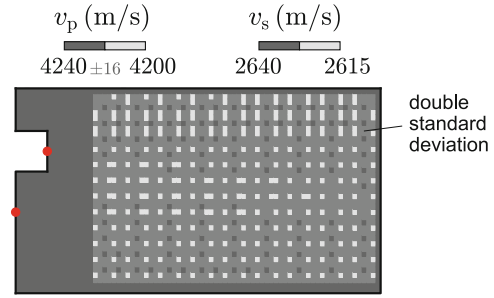 v_p (m/s) v_s (m/s)
4240 ±16 4200 2640 2615
double
standard
deviation